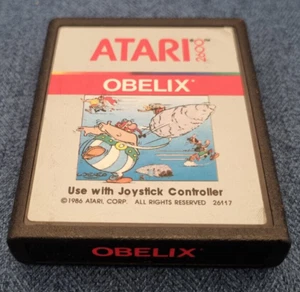 ATARI 2600
OBELIX
Use with Joystick Controller
©1986 ATARI, CORP. ALL RIGHTS RESERVED 26117
OBELIX